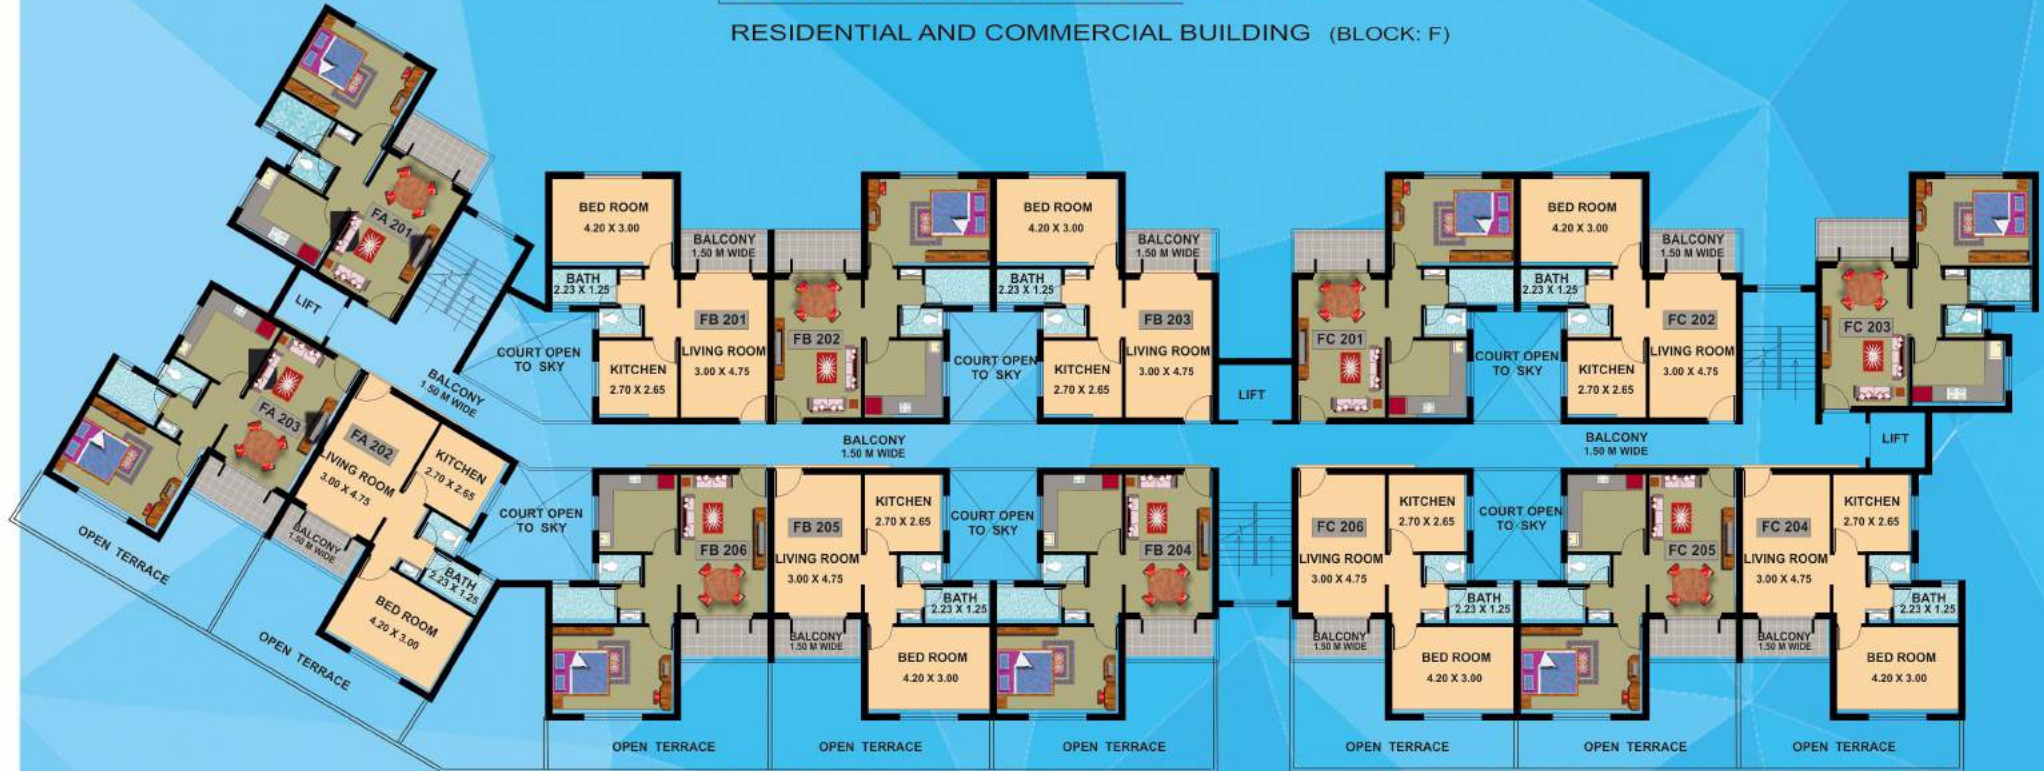 RESIDENTIAL AND COMMERCIAL BUILDING (BLOCK: F)
FA 201
LIFT
FA 203
BALCONY
1.50 M WIDE
FA 202
LIVING ROOM
3.00 X 4.75
KITCHEN
2.70 X 2.65
BALCONY
1.50 M WIDE
BATH
2.23 X 1.25
BED ROOM
4.20 X 3.00
OPEN TERRACE
OPEN TERRACE
COURT OPEN
TO SKY
BED ROOM
4.20 X 3.00
BALCONY
1.50 M WIDE
BATH
2.23 X 1.25
FB 201
LIVING ROOM
3.00 X 4.75
KITCHEN
2.70 X 2.65
FB 202
COURT OPEN
TO SKY
BED ROOM
4.20 X 3.00
BALCONY
1.50 M WIDE
BATH
2.23 X 1.25
FB 203
LIVING ROOM
3.00 X 4.75
KITCHEN
2.70 X 2.65
LIFT
FC 201
COURT OPEN
TO SKY
BED ROOM
4.20 X 3.00
BALCONY
1.50 M WIDE
BATH
2.23 X 1.25
FC 202
LIVING ROOM
3.00 X 4.75
KITCHEN
2.70 X 2.65
FC 203
LIFT
BALCONY
1.50 M WIDE
BALCONY
1.50 M WIDE
COURT OPEN
TO SKY
FB 206
FB 205
LIVING ROOM
3.00 X 4.75
KITCHEN
2.70 X 2.65
BATH
2.23 X 1.25
BALCONY
1.50 M WIDE
BED ROOM
4.20 X 3.00
COURT OPEN
TO SKY
FB 204
FC 206
LIVING ROOM
3.00 X 4.75
KITCHEN
2.70 X 2.65
BATH
2.23 X 1.25
BALCONY
1.50 M WIDE
BED ROOM
4.20 X 3.00
COURT OPEN
TO SKY
FC 205
FC 204
LIVING ROOM
3.00 X 4.75
KITCHEN
2.70 X 2.65
BATH
2.23 X 1.25
BALCONY
1.50 M WIDE
BED ROOM
4.20 X 3.00
OPEN TERRACE
OPEN TERRACE
OPEN TERRACE
OPEN TERRACE
OPEN TERRACE
OPEN TERRACE